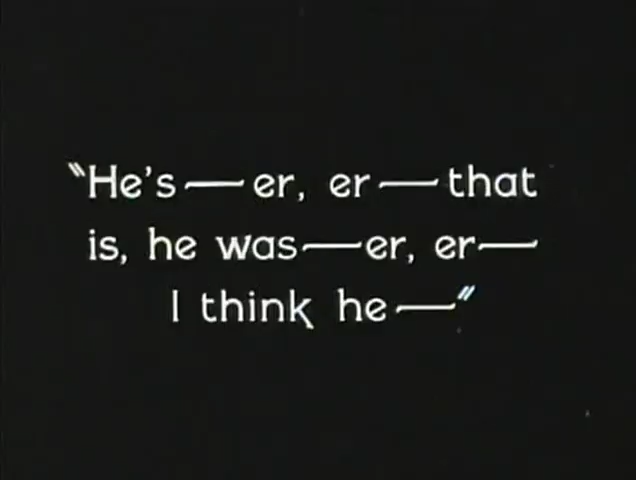 "He's—er, er—that
is, he was—er, er—
I think he—"